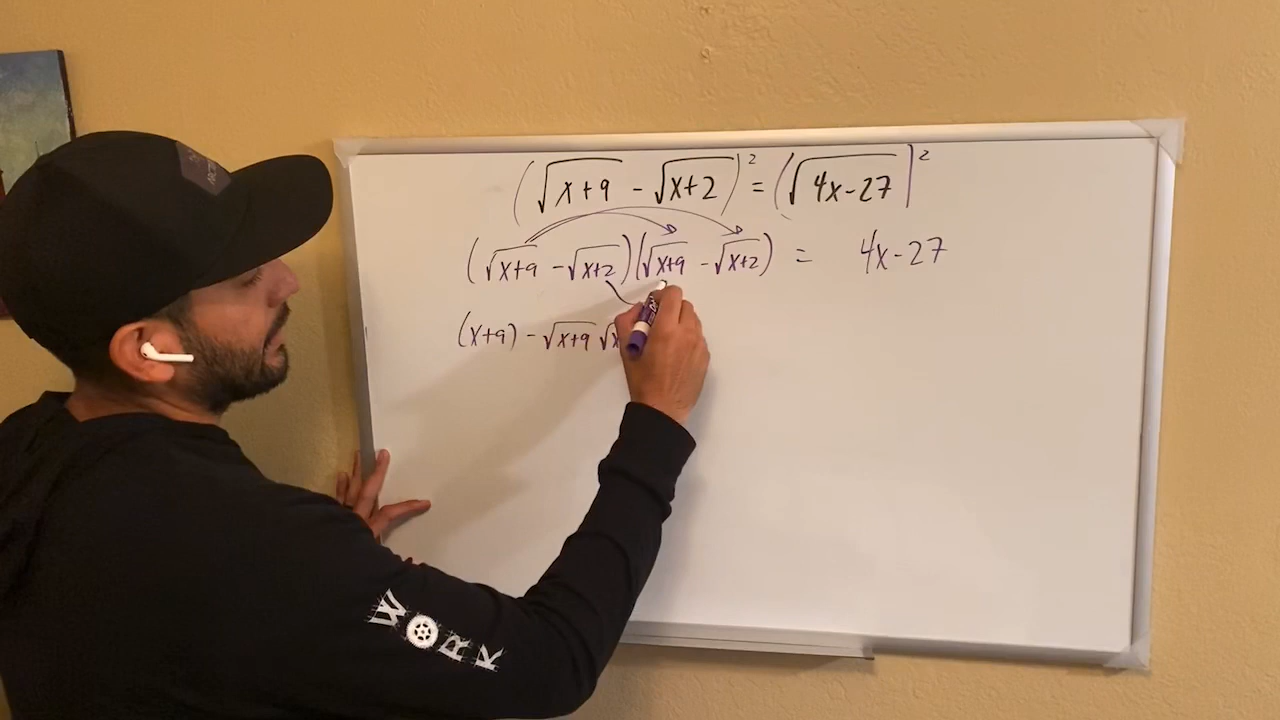 (√x+9 - √x+2)² = (√4x-27)²
(√x+9 - √x+2)(√x+9 - √x+2) = 4x-27
(x+9) - √x+9 √x
WORK